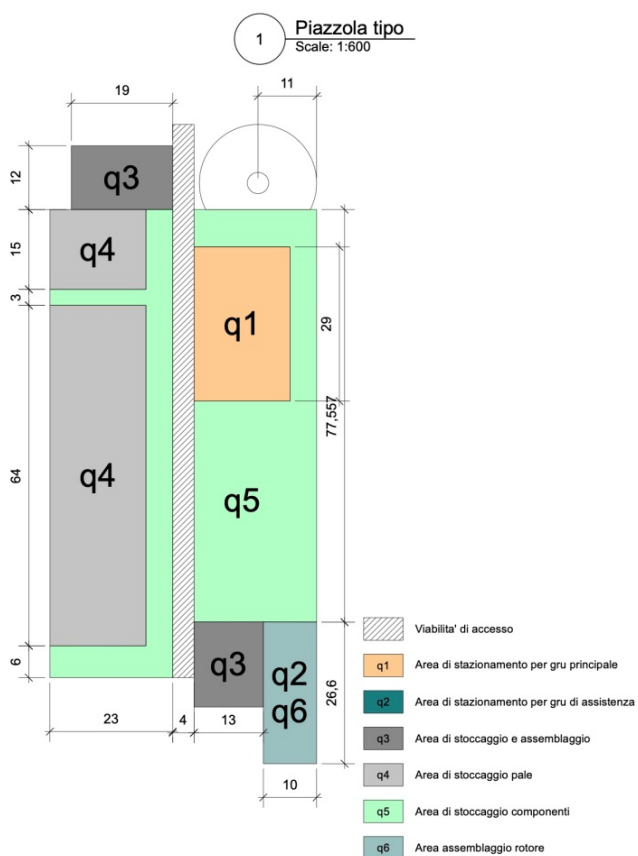 1
Piazzola tipo
Scale: 1:600
19
11
12
q3
15
q4
3
q1
29
77,557
64
q4
q5
6
q3
q2
q6
26,6
23
4
13
10
Viabilita' di accesso
q1 Area di stazionamento per gru principale
q2 Area di stazionamento per gru di assistenza
q3 Area di stoccaggio e assemblaggio
q4 Area di stoccaggio pale
q5 Area di stoccaggio componenti
q6 Area assemblaggio rotore